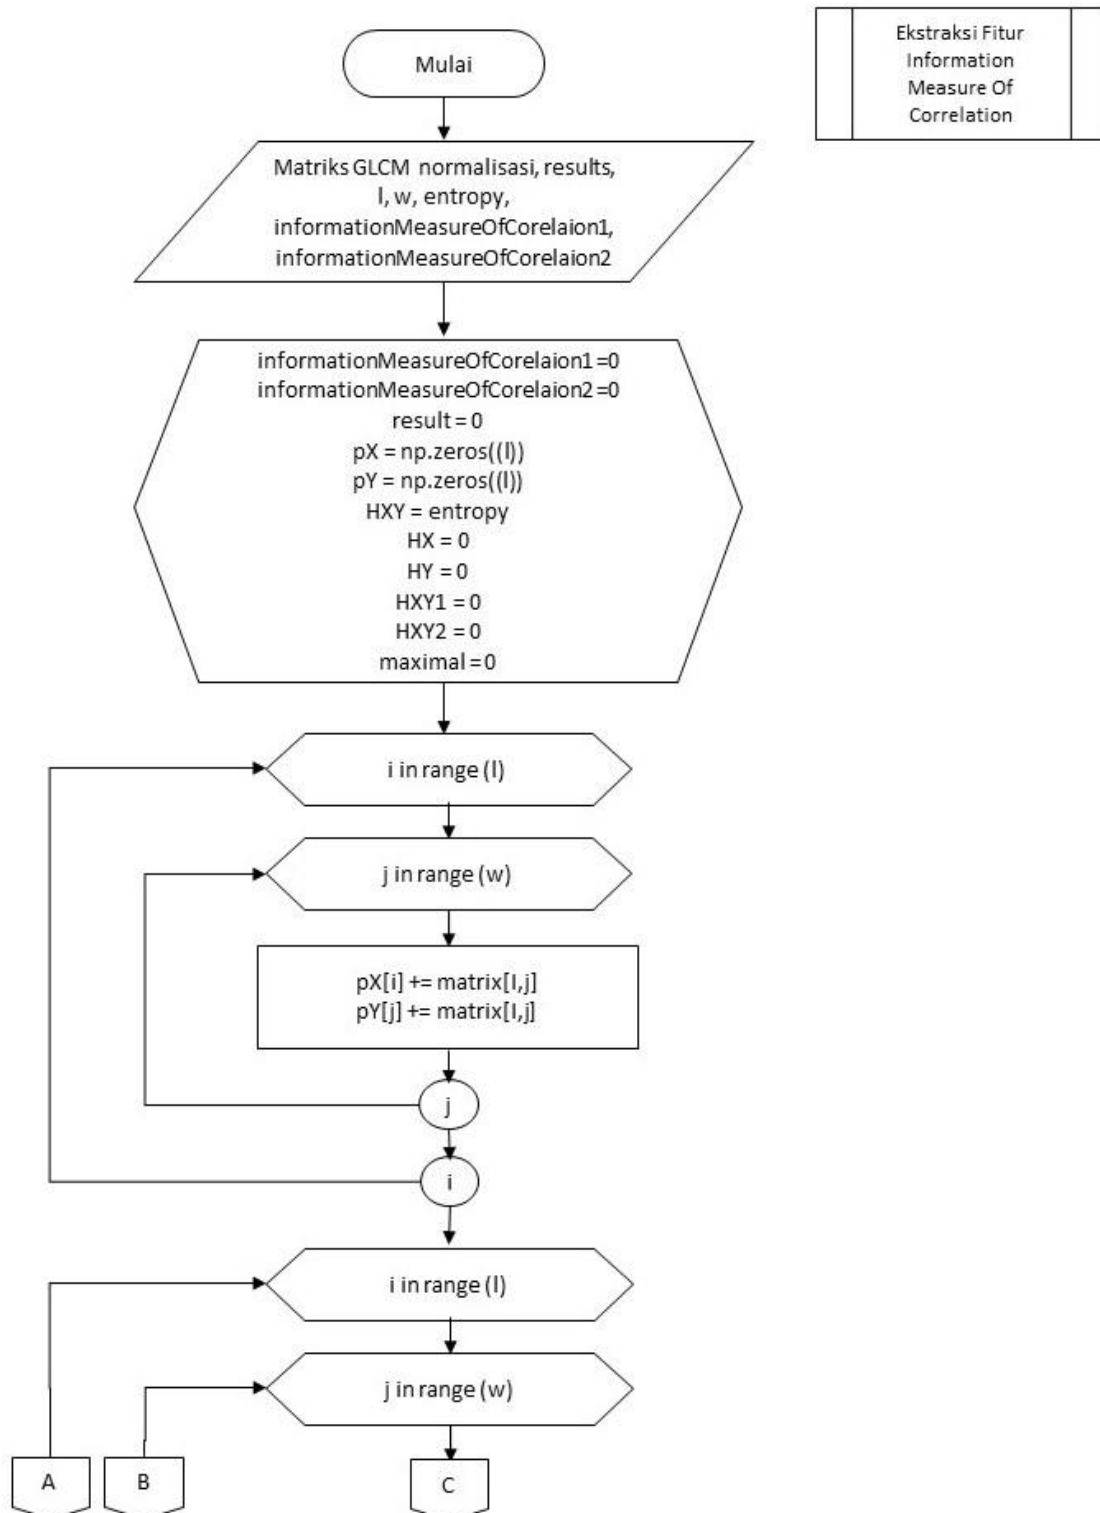 Mulai
Ekstraksi Fitur
Information
Measure Of
Correlation
Matriks GLCM normalisasi, results,
l, w, entropy,
informationMeasureOfCorelaion1,
informationMeasureOfCorelaion2
informationMeasureOfCorelaion1=0
informationMeasureOfCorelaion2=0
result = 0
pX = np.zeros((l))
pY = np.zeros((l))
HXY = entropy
HX = 0
HY = 0
HXY1 = 0
HXY2 = 0
maximal = 0
i in range (l)
j in range (w)
pX[i] += matrix[I,j]
pY[j] += matrix[I,j]
j
i
i in range (l)
j in range (w)
A
B
C